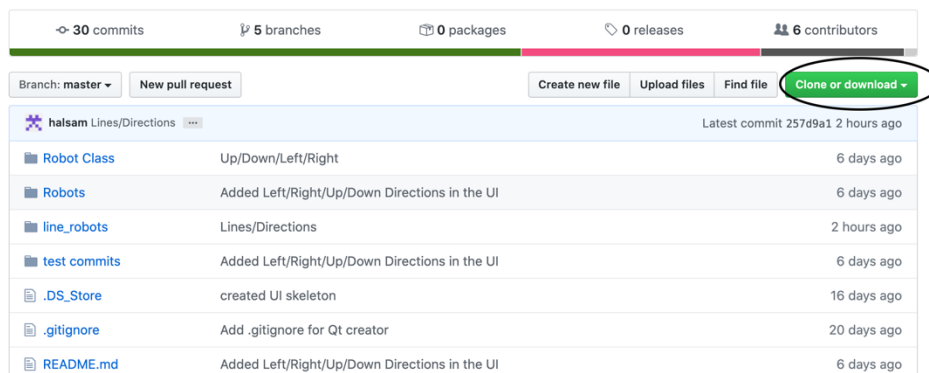 30 commits 5 branches 0 packages 0 releases 6 contributors
Branch: master New pull request Create new file Upload files Find file Clone or download
halsam Lines/Directions ... Latest commit 257d9a1 2 hours ago
Robot Class Up/Down/Left/Right 6 days ago
Robots Added Left/Right/Up/Down Directions in the UI 6 days ago
line_robots Lines/Directions 2 hours ago
test commits Added Left/Right/Up/Down Directions in the UI 6 days ago
.DS_Store created UI skeleton 16 days ago
.gitignore Add .gitignore for Qt creator 20 days ago
README.md Added Left/Right/Up/Down Directions in the UI 6 days ago